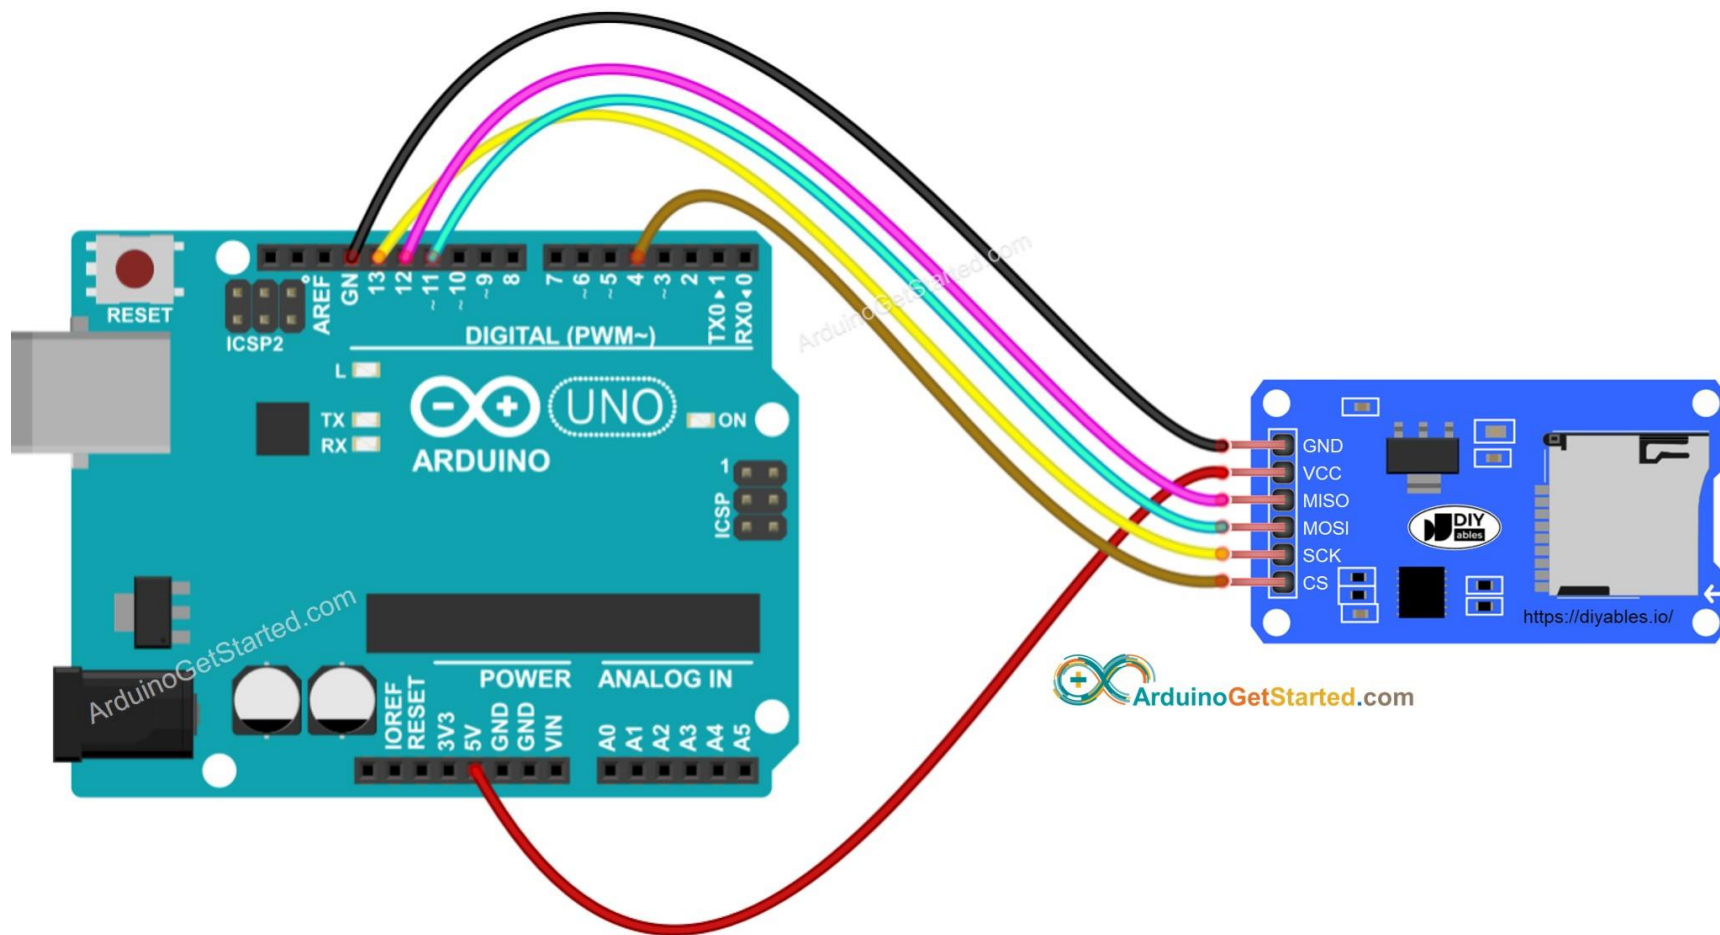 RESET
ICSP2
AREF
GN
13
12
~11
~10
~9
8
7
~6
~5
4
~3
2
TX0▸1
RX0◂0
DIGITAL (PWM~)
L
TX
RX
UNO
ARDUINO
ON
1
ICSP
ArduinoGetStarted.com
ArduinoGetStarted.com
POWER
ANALOG IN
IOREF
RESET
3V3
5V
GND
GND
VIN
A0
A1
A2
A3
A4
A5
GND
VCC
MISO
MOSI
SCK
CS
DIY
ables
https://diyables.io/
ArduinoGetStarted.com